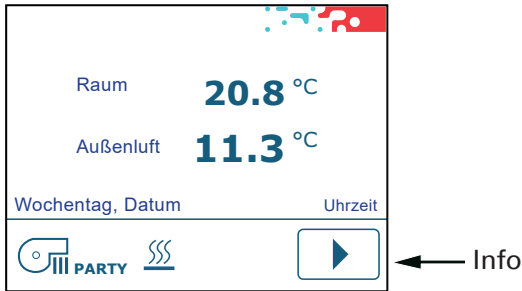 Raum 20.8 °C
Außenluft 11.3 °C
Wochentag, Datum Uhrzeit
PARTY
Info